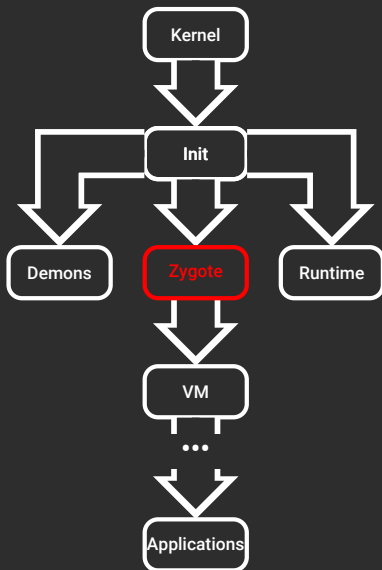 Kernel
Init
Demons
Zygote
Runtime
VM
...
Applications